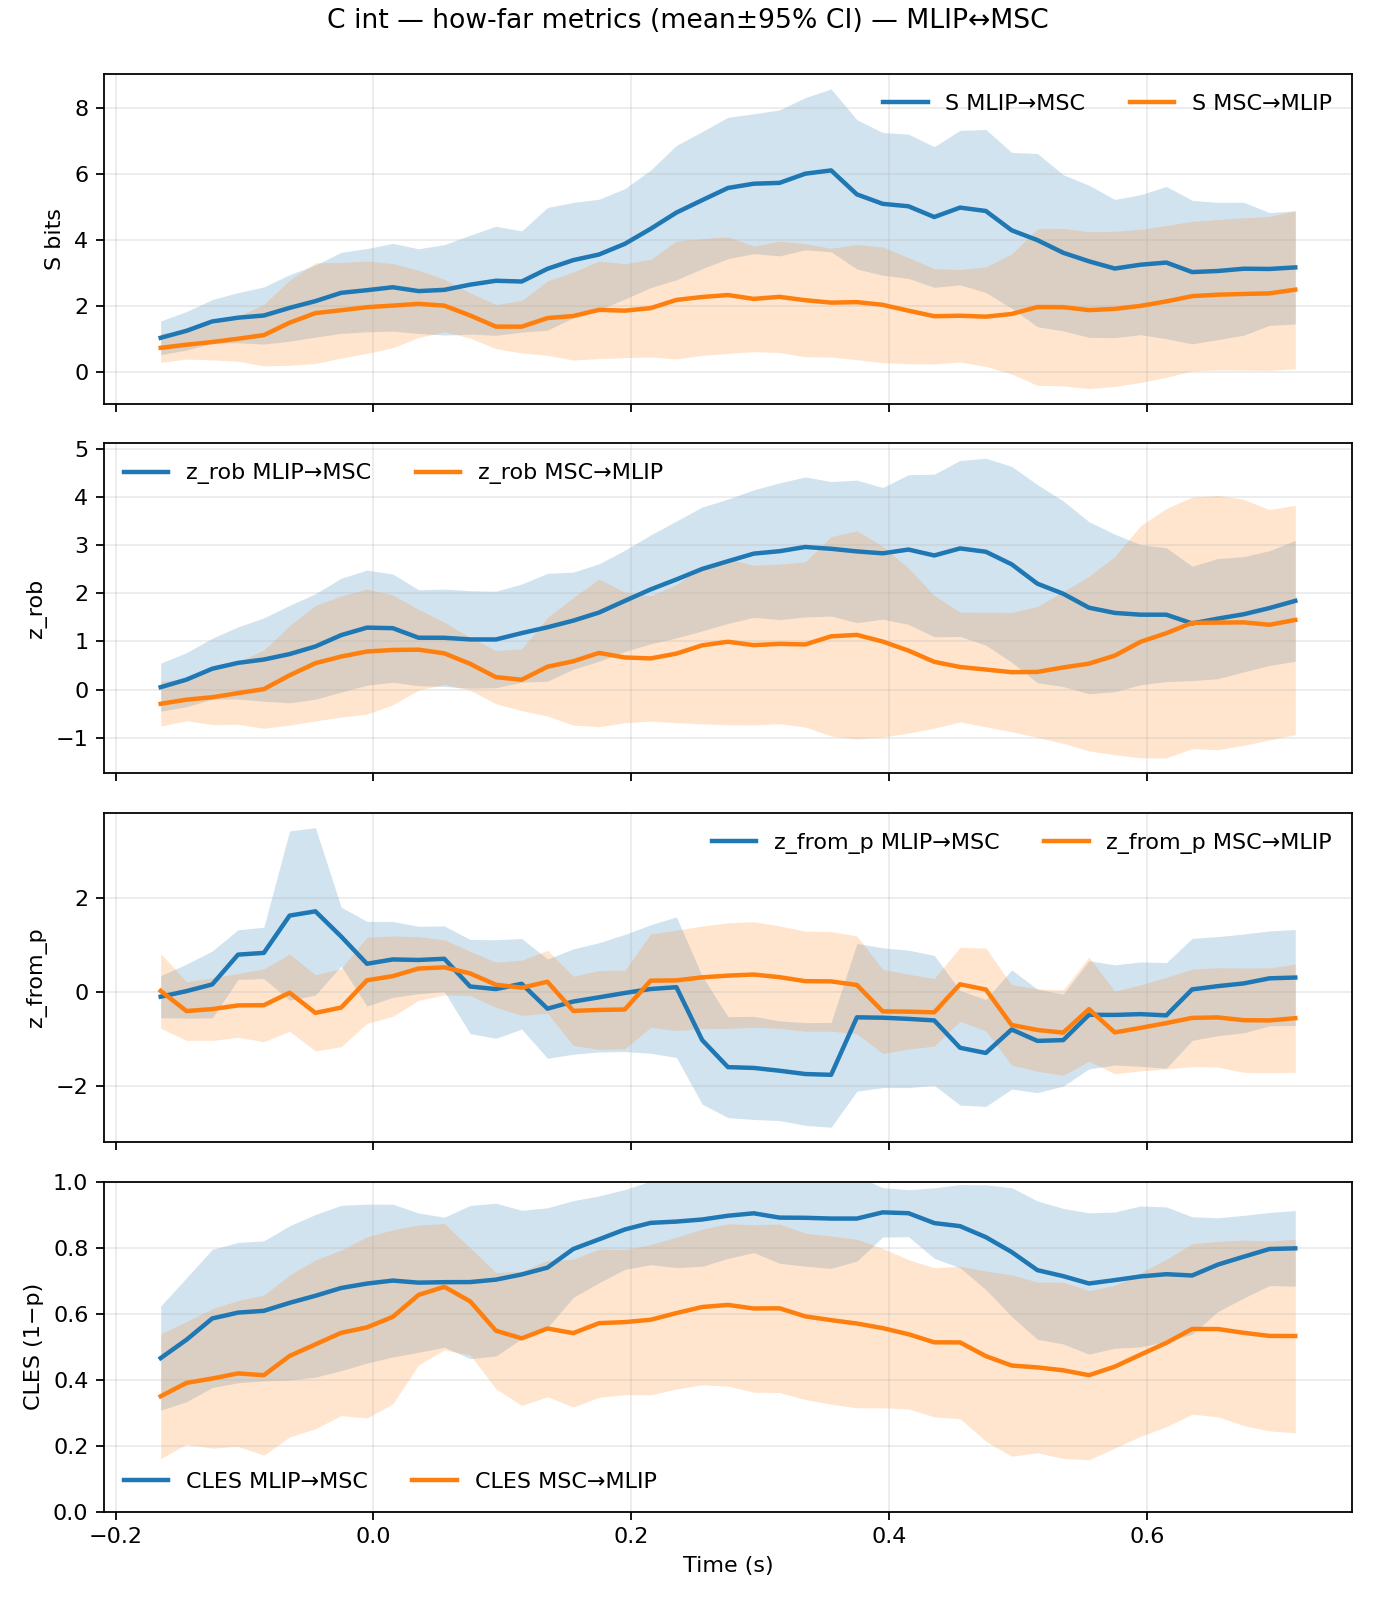 C int — how-far metrics (mean±95% CI) — MLIP↔MSC
S MLIP→MSC S MSC→MLIP
8
6
4
2
0
S bits
z_rob MLIP→MSC z_rob MSC→MLIP
5
4
3
2
1
0
−1
z_rob
z_from_p MLIP→MSC z_from_p MSC→MLIP
2
0
−2
z_from_p
1.0
0.8
0.6
0.4
0.2
0.0
CLES (1−p)
CLES MLIP→MSC CLES MSC→MLIP
−0.2 0.0 0.2 0.4 0.6
Time (s)